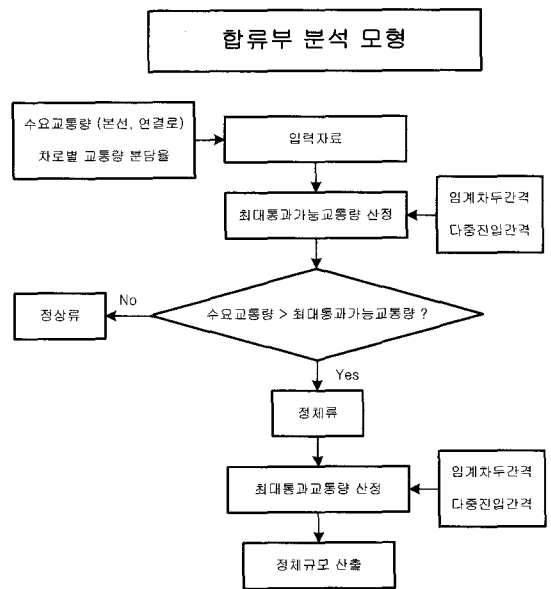 합류부 분석 모형
수요교통량 (본선, 연결로)
차로별 교통량 분담율
입력자료
최대통과가능교통량 산정
임계차두간격
다중진입간격
수요교통량 > 최대통과가능교통량 ?
No
정상류
Yes
정체류
최대통과교통량 산정
임계차두간격
다중진입간격
정체규모 산출